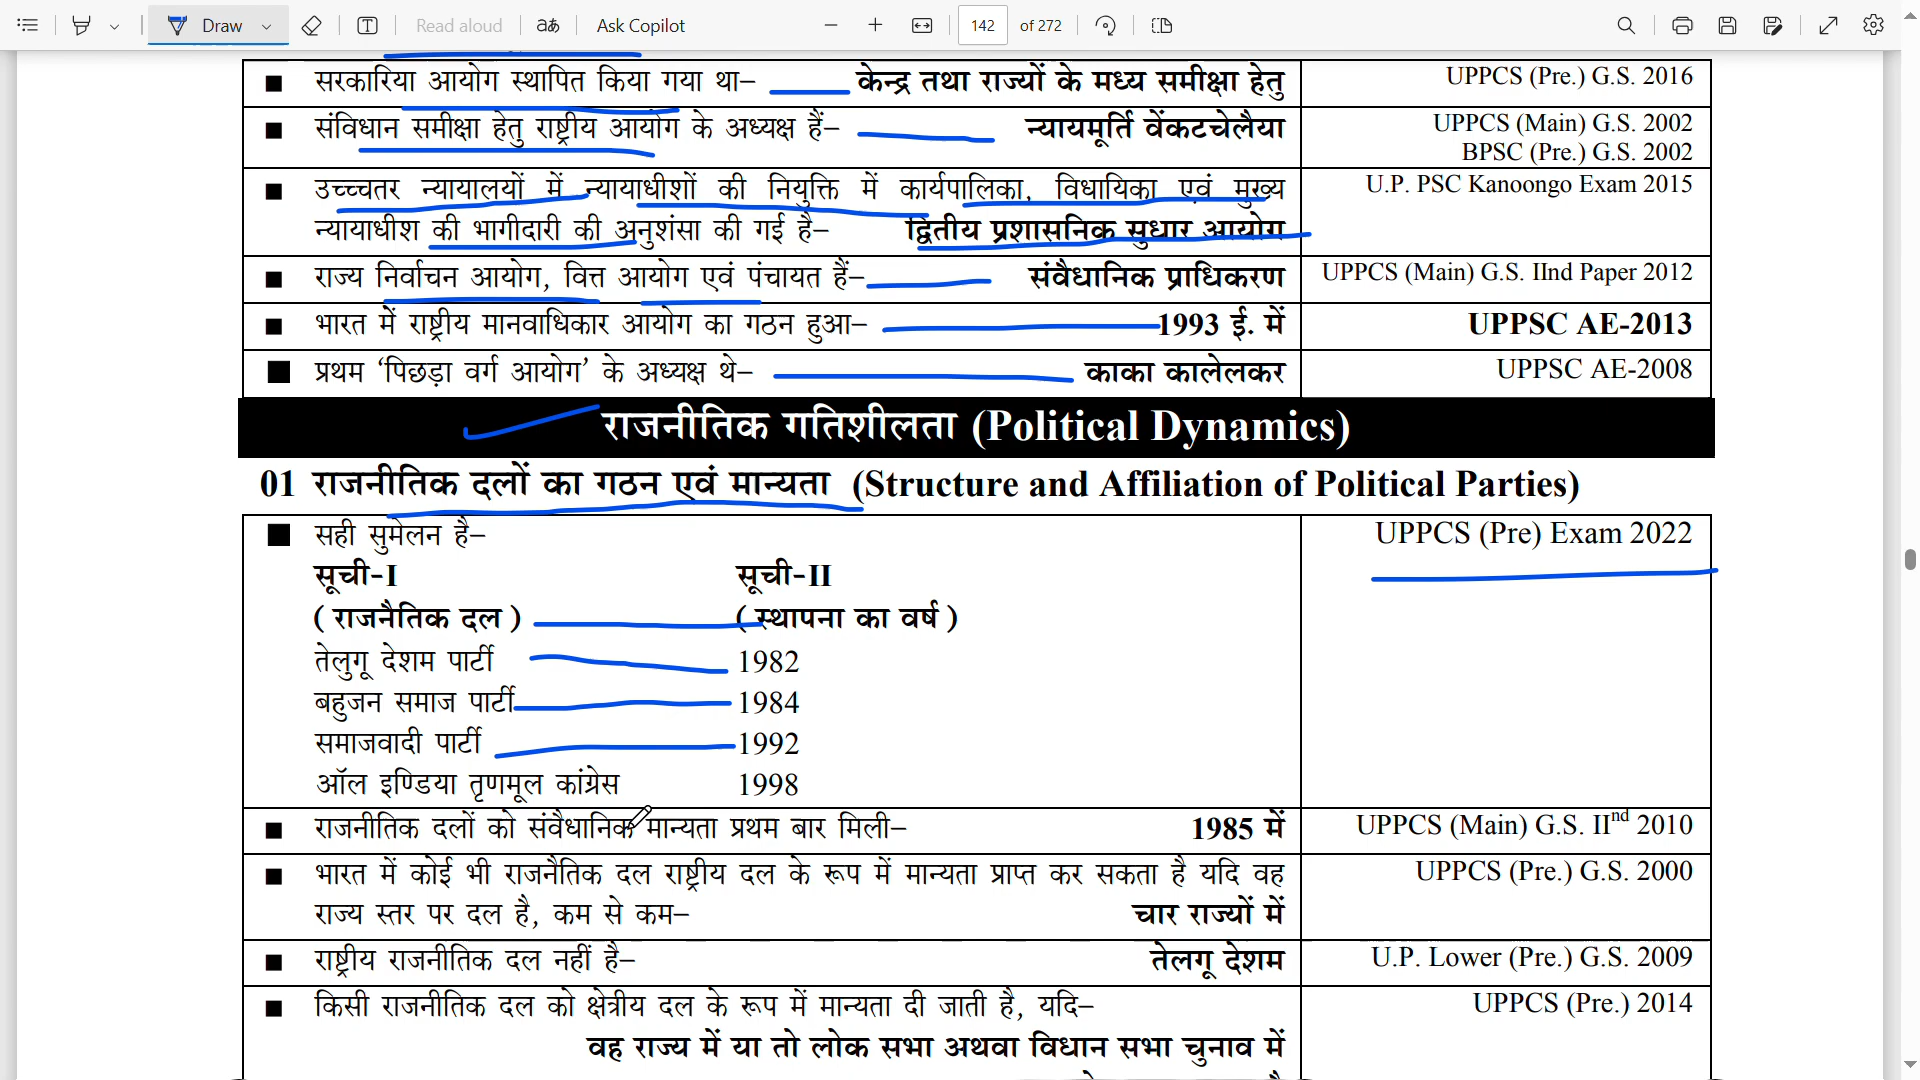 Draw
Read aloud
aあ
Ask Copilot
142
of 272
■ सरकारिया आयोग स्थापित किया गया था– केन्द्र तथा राज्यों के मध्य समीक्षा हेतु UPPCS (Pre.) G.S. 2016
■ संविधान समीक्षा हेतु राष्ट्रीय आयोग के अध्यक्ष हैं– न्यायमूर्ति वेंकटचेलैया UPPCS (Main) G.S. 2002
BPSC (Pre.) G.S. 2002
■ उच्च्चतर न्यायालयों में न्यायाधीशों की नियुक्ति में कार्यपालिका, विधायिका एवं मुख्य U.P. PSC Kanoongo Exam 2015
न्यायाधीश की भागीदारी की अनुशंसा की गई है– द्वितीय प्रशासनिक सुधार आयोग
■ राज्य निर्वाचन आयोग, वित्त आयोग एवं पंचायत हैं– संवैधानिक प्राधिकरण UPPCS (Main) G.S. IInd Paper 2012
■ भारत में राष्ट्रीय मानवाधिकार आयोग का गठन हुआ– 1993 ई. में UPPSC AE-2013
■ प्रथम ‘पिछड़ा वर्ग आयोग’ के अध्यक्ष थे– काका कालेलकर UPPSC AE-2008
राजनीतिक गतिशीलता (Political Dynamics)
01 राजनीतिक दलों का गठन एवं मान्यता (Structure and Affiliation of Political Parties)
■ सही सुमेलन है– UPPCS (Pre) Exam 2022
सूची-I सूची-II
( राजनैतिक दल ) ( स्थापना का वर्ष )
तेलुगू देशम पार्टी 1982
बहुजन समाज पार्टी 1984
समाजवादी पार्टी 1992
ऑल इण्डिया तृणमूल कांग्रेस 1998
■ राजनीतिक दलों को संवैधानिक मान्यता प्रथम बार मिली– 1985 में UPPCS (Main) G.S. IInd 2010
■ भारत में कोई भी राजनैतिक दल राष्ट्रीय दल के रूप में मान्यता प्राप्त कर सकता है यदि वह UPPCS (Pre.) G.S. 2000
राज्य स्तर पर दल है, कम से कम– चार राज्यों में
■ राष्ट्रीय राजनीतिक दल नहीं है– तेलगू देशम U.P. Lower (Pre.) G.S. 2009
■ किसी राजनीतिक दल को क्षेत्रीय दल के रूप में मान्यता दी जाती है, यदि– UPPCS (Pre.) 2014
वह राज्य में या तो लोक सभा अथवा विधान सभा चुनाव में